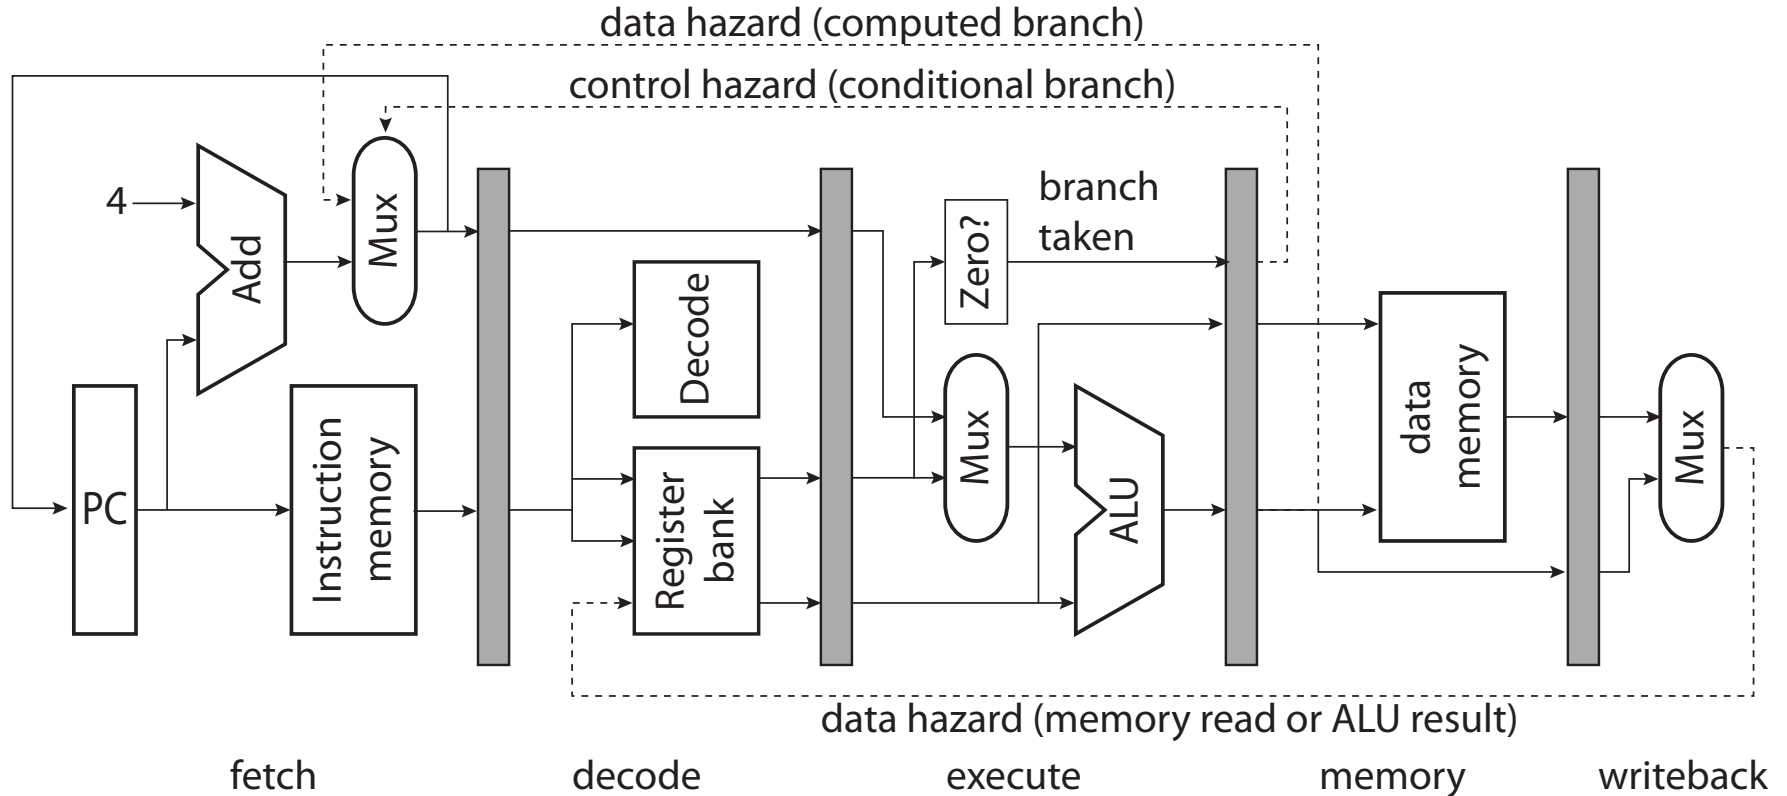 data hazard (computed branch)
control hazard (conditional branch)
4
Add
Mux
PC
Instruction
memory
Decode
Register
bank
Zero?
branch
taken
Mux
ALU
data
memory
Mux
data hazard (memory read or ALU result)
fetch
decode
execute
memory
writeback